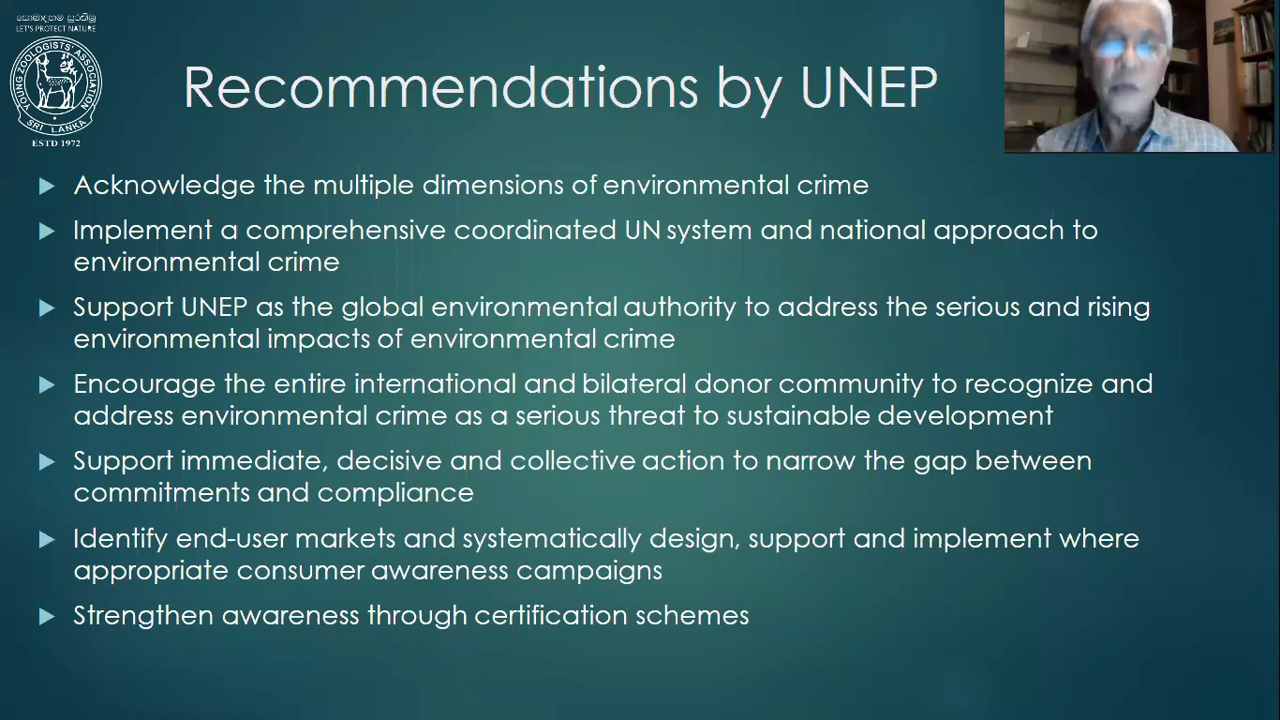 සොබාදහම සුරකිමු
LET'S PROTECT NATURE
YOUNG ZOOLOGISTS' ASSOCIATION
SRI LANKA
ESTD 1972
Recommendations by UNEP
Acknowledge the multiple dimensions of environmental crime
Implement a comprehensive coordinated UN system and national approach to
environmental crime
Support UNEP as the global environmental authority to address the serious and rising
environmental impacts of environmental crime
Encourage the entire international and bilateral donor community to recognize and
address environmental crime as a serious threat to sustainable development
Support immediate, decisive and collective action to narrow the gap between
commitments and compliance
Identify end-user markets and systematically design, support and implement where
appropriate consumer awareness campaigns
Strengthen awareness through certification schemes